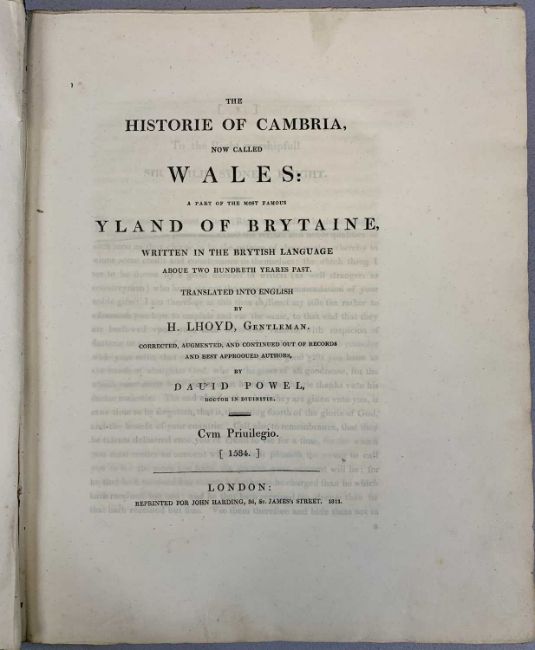 THE
HISTORIE OF CAMBRIA,
NOW CALLED
WALES:
A PART OF THE MOST FAMOUS
YLAND OF BRYTAINE,
WRITTEN IN THE BRYTISH LANGUAGE
ABOUE TWO HUNDRETH YEARES PAST.
TRANSLATED INTO ENGLISH
BY
H. LHOYD, GENTLEMAN.
CORRECTED, AUGMENTED, AND CONTINUED OUT OF RECORDS
AND BEST APPROOUED AUTHORS,
BY
DAUID POWEL,
DOCTOR IN DIUINITIE.
Cvm Priuilegio.
[ 1584. ]
LONDON:
REPRINTED FOR JOHN HARDING, 36, ST. JAMES'S STREET. 1811.